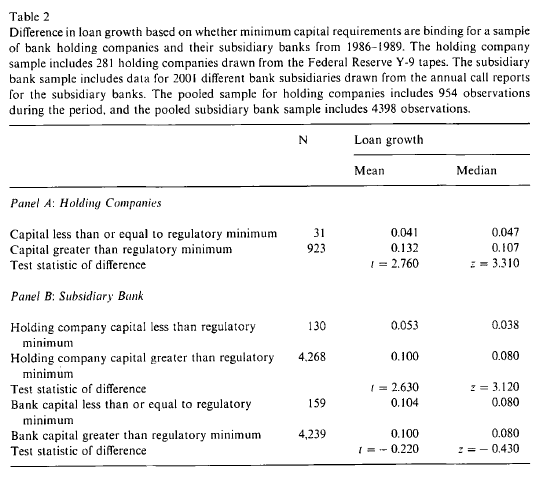 Table 2
Difference in loan growth based on whether minimum capital requirements are binding for a sample
of bank holding companies and their subsidiary banks from 1986–1989. The holding company
sample includes 281 holding companies drawn from the Federal Reserve Y-9 tapes. The subsidiary
bank sample includes data for 2001 different bank subsidiaries drawn from the annual call reports
for the subsidiary banks. The pooled sample for holding companies includes 954 observations
during the period, and the pooled subsidiary bank sample includes 4398 observations.
N Loan growth
Mean Median
Panel A: Holding Companies
Capital less than or equal to regulatory minimum 31 0.041 0.047
Capital greater than regulatory minimum 923 0.132 0.107
Test statistic of difference t = 2.760 z = 3.310
Panel B: Subsidiary Bank
Holding company capital less than regulatory 130 0.053 0.038
minimum
Holding company capital greater than regulatory 4,268 0.100 0.080
minimum
Test statistic of difference t = 2.630 z = 3.120
Bank capital less than or equal to regulatory 159 0.104 0.080
minimum
Bank capital greater than regulatory minimum 4,239 0.100 0.080
Test statistic of difference t = − 0.220 z = − 0.430